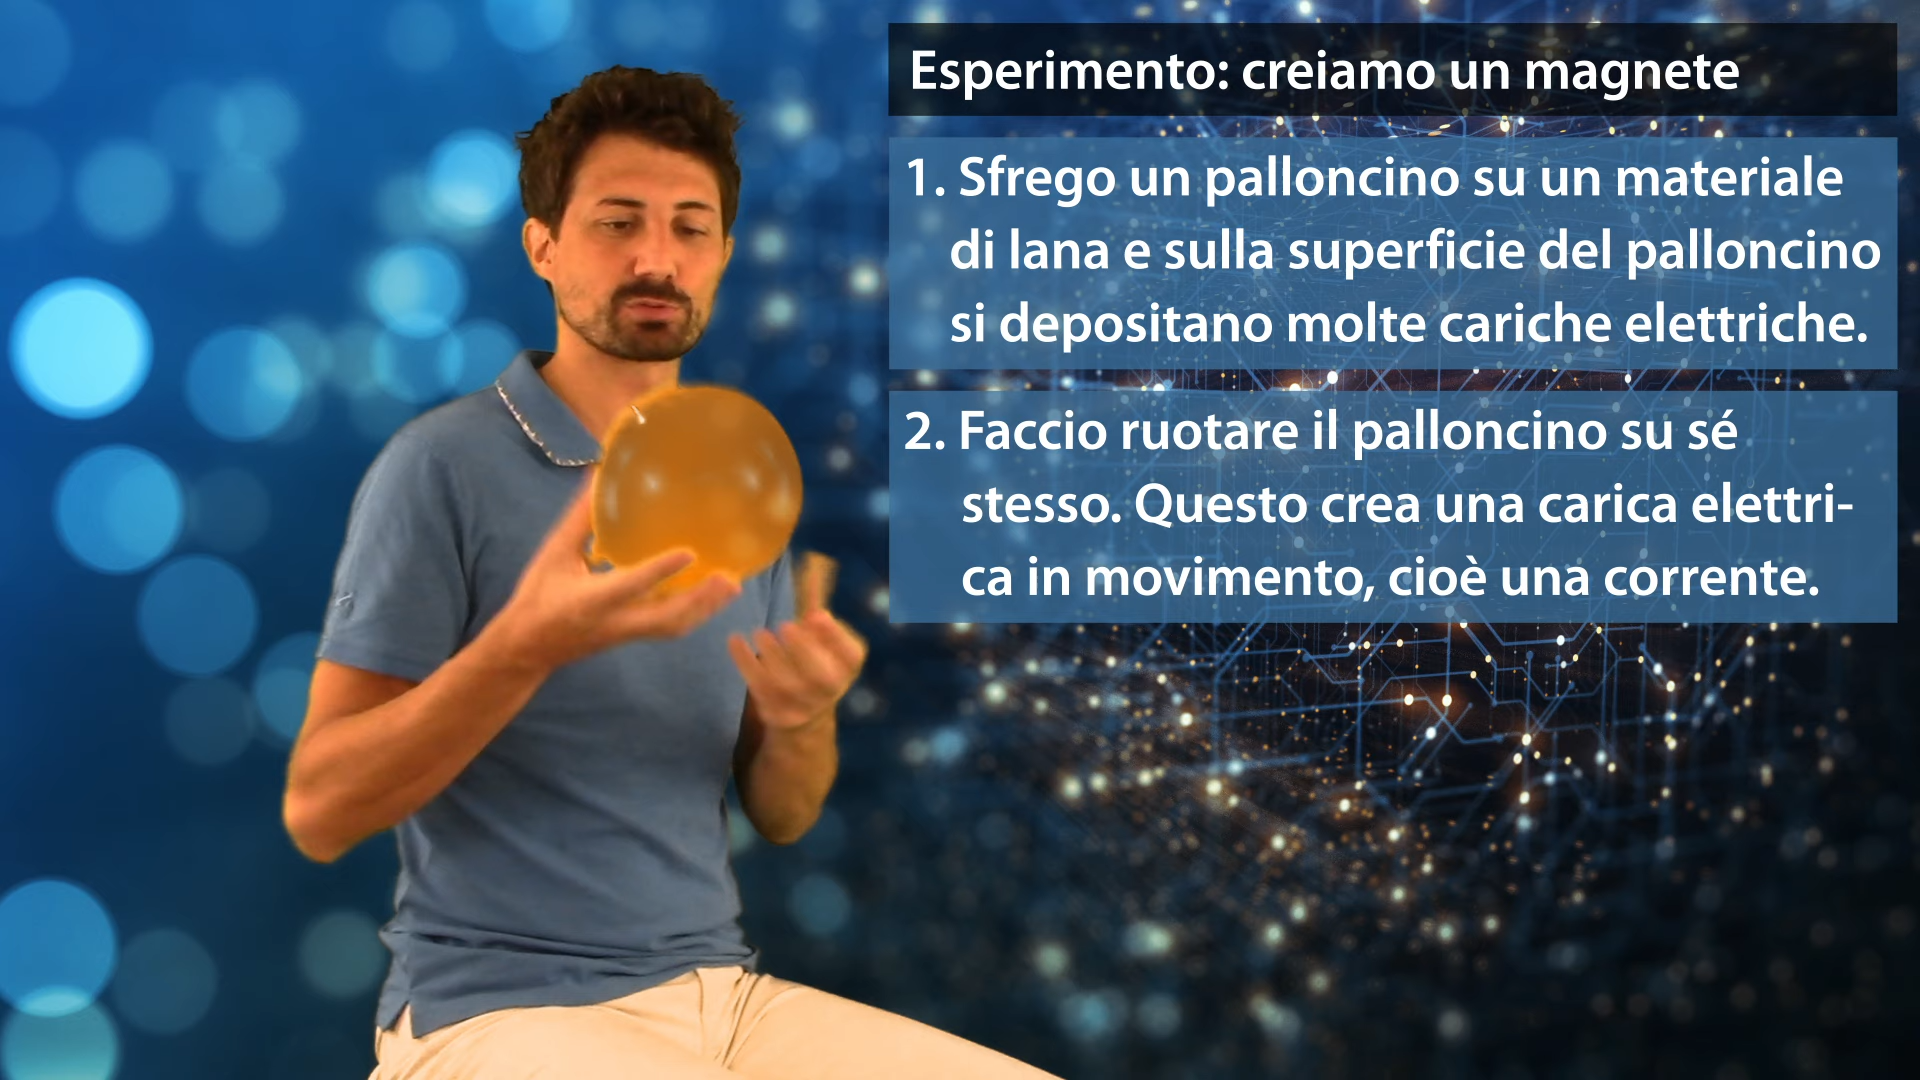 Esperimento: creiamo un magnete
1. Sfrego un palloncino su un materiale
di lana e sulla superficie del palloncino
si depositano molte cariche elettriche.
2. Faccio ruotare il palloncino su sé
stesso. Questo crea una carica elettri-
ca in movimento, cioè una corrente.